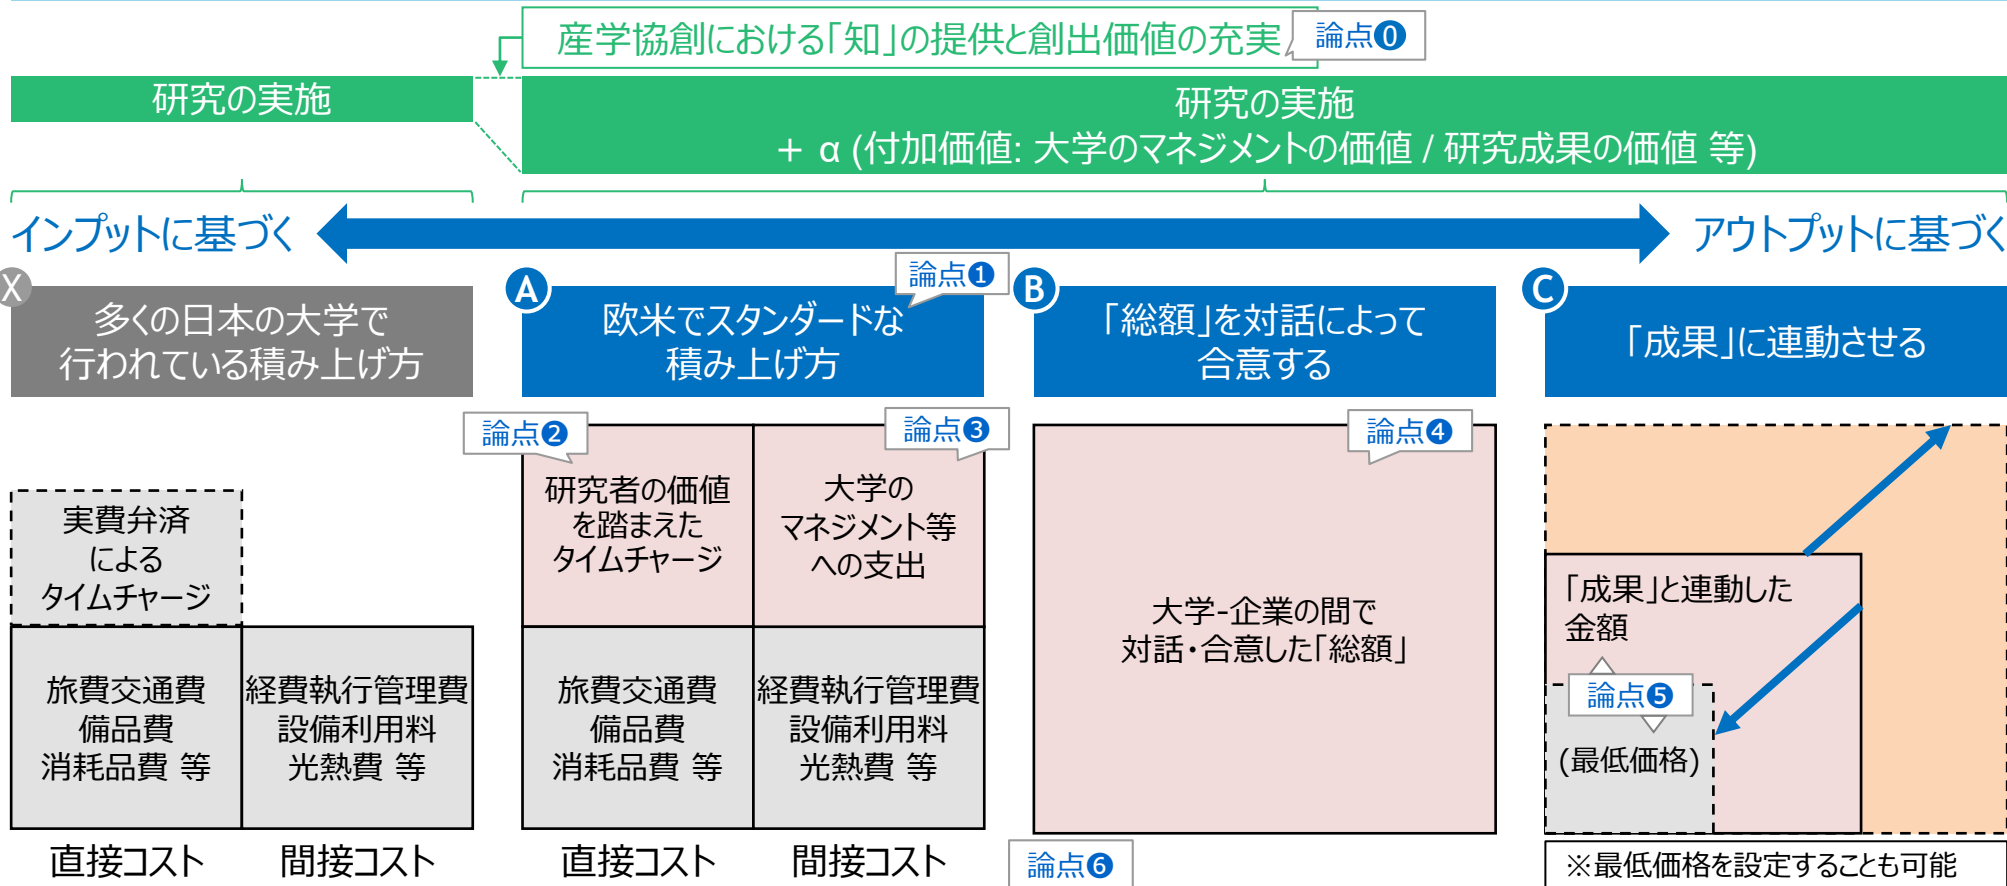 産学協創における「知」の提供と創出価値の充実
論点⓿
研究の実施
研究の実施
+ α (付加価値: 大学のマネジメントの価値 / 研究成果の価値 等)
インプットに基づく
アウトプットに基づく
X
多くの日本の大学で
行われている積み上げ方
A
論点❶
欧米でスタンダードな
積み上げ方
B
「総額」を対話によって
合意する
C
「成果」に連動させる
実費弁済
による
タイムチャージ
旅費交通費
備品費
消耗品費 等
経費執行管理費
設備利用料
光熱費 等
直接コスト
間接コスト
論点❷
論点❸
研究者の価値
を踏まえた
タイムチャージ
大学の
マネジメント等
への支出
旅費交通費
備品費
消耗品費 等
経費執行管理費
設備利用料
光熱費 等
直接コスト
間接コスト
論点❹
大学-企業の間で
対話・合意した「総額」
論点❻
「成果」と連動した
金額
論点❺
(最低価格)
※最低価格を設定することも可能